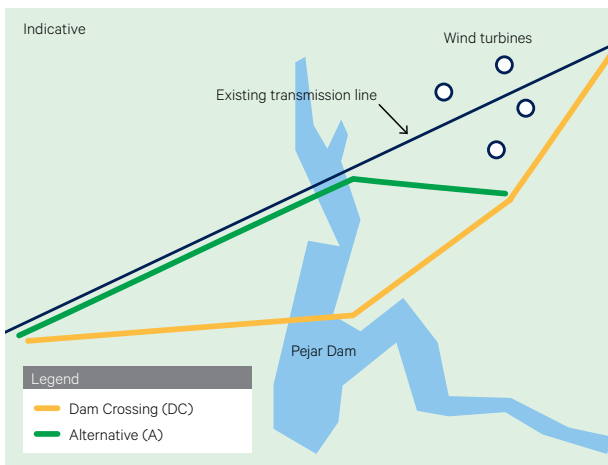 Indicative
Wind turbines
Existing transmission line
Pejar Dam
Legend
Dam Crossing (DC)
Alternative (A)